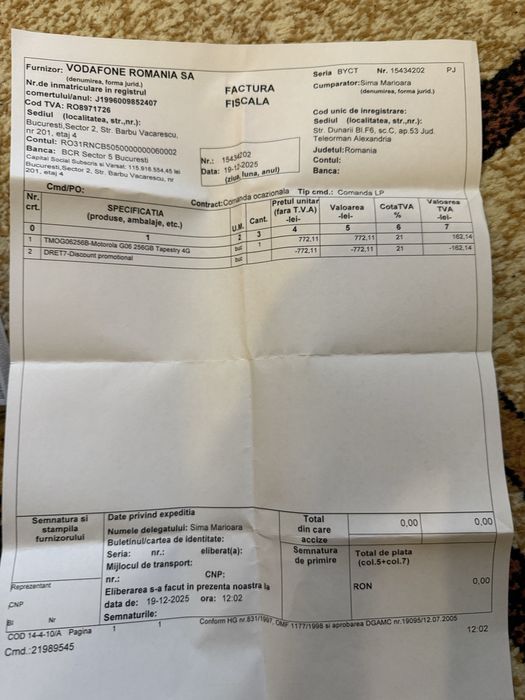 Furnizor: VODAFONE ROMANIA SA
(denumirea, forma jurid.)
Nr.de inmatriculare in registrul
comertului/anul: J1996009852407
Cod TVA: RO8971726
Sediul (localitatea, str.,nr.):
Bucuresti,Sector 2, Str. Barbu Vacarescu,
nr 201, etaj 4
Contul: RO31RNCB5050000000060002
Banca: BCR Sector 5 Bucuresti
Capital Social Subscris si Varsat: 115.916.554,45 lei
Bucuresti,Sector 2, Str. Barbu Vacarescu, nr
201, etaj 4
FACTURA
FISCALA
Nr.: 15434202
Data: 19-12-2025
(ziua, luna, anul)
Seria BYCT Nr. 15434202 PJ
Cumparator:Sima Marioara
(denumirea, forma jurid.)
Cod unic de inregistrare:
Sediul (localitatea, str.,nr.):
Str. Dunarii Bl.F6, sc.C, ap.53 Jud.
Teleorman Alexandria
Judetul:Romania
Contul:
Banca:
Cmd/PO: Contract:Comanda ocazionala Tip cmd.: Comanda LP
Nr. crt. SPECIFICATIA (produse, ambalaje, etc.) U.M. Cant. Pretul unitar (fara T.V.A) -lei- Valoarea -lei- CotaTVA % Valoarea TVA -lei-
0 1 2 3 4 5 6 7
1 TMOG06256B-Motorola G06 256GB Tapestry 4G buc 1 772,11 772,11 21 162,14
2 DRET7-Discount promotional buc -772,11 -772,11 21 -162,14
Semnatura si
stampila
furnizorului
Reprezentant
CNP
BI Nr
Date privind expeditia
Numele delegatului: Sima Marioara
Buletinul/cartea de identitate:
Seria: nr.: eliberat(a):
Mijlocul de transport:
nr.: CNP:
Eliberarea s-a facut in prezenta noastra la
data de: 19-12-2025 ora: 12:02
Semnaturile:
Total
din care
accize
0,00 0,00
Semnatura
de primire
Total de plata
(col.5+col.7)
RON 0,00
COD 14-4-10/A Pagina 1 1 Conform HG nr.831/1997, OMF 1177/1998 si aprobarea DGAMC nr.19095/12.07.2005
Cmd.:21989545 12:02